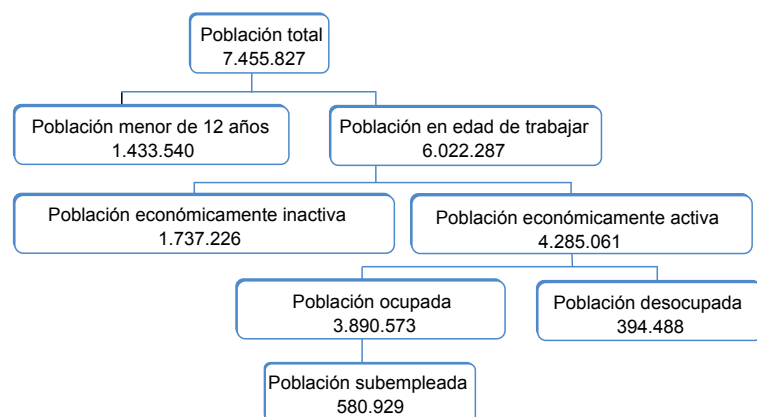 Población total
7.455.827
Población menor de 12 años
1.433.540
Población en edad de trabajar
6.022.287
Población económicamente inactiva
1.737.226
Población económicamente activa
4.285.061
Población ocupada
3.890.573
Población desocupada
394.488
Población subempleada
580.929